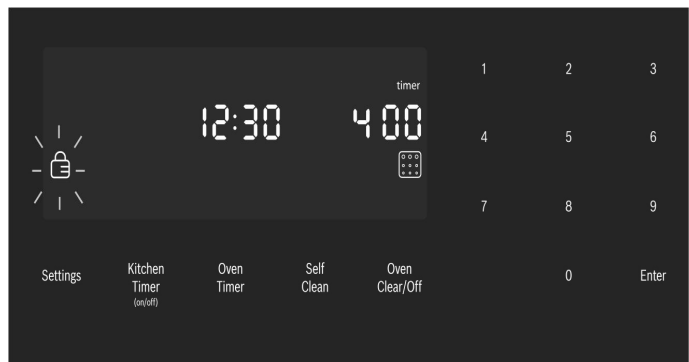 timer
12:30
4 00
Settings
Kitchen
Timer
(on/off)
Oven
Timer
Self
Clean
Oven
Clear/Off
1 2 3
4 5 6
7 8 9
0 Enter